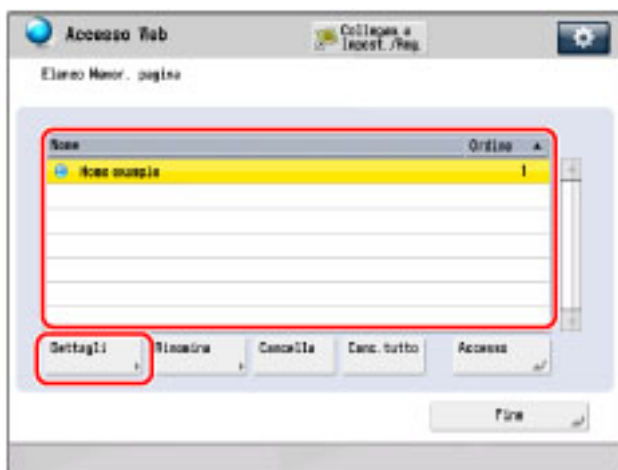 Accesso Web
Collegam. a
Impost./Reg.
Elenco Memor. pagina
Nome Ordine
Home example 1
Dettagli Rinomina Cancella Canc.tutto Accesso
Fine